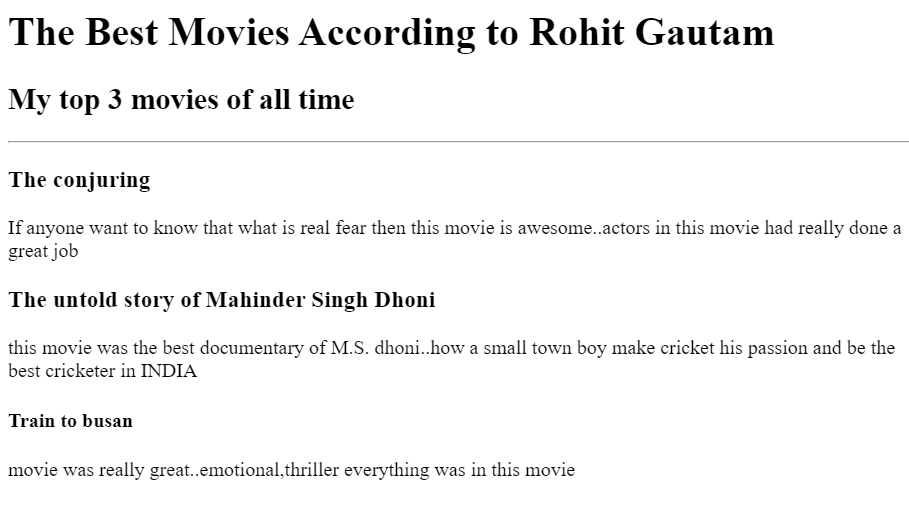 The Best Movies According to Rohit Gautam
My top 3 movies of all time
The conjuring
If anyone want to know that what is real fear then this movie is awesome..actors in this movie had really done a
great job
The untold story of Mahinder Singh Dhoni
this movie was the best documentary of M.S. dhoni..how a small town boy make cricket his passion and be the
best cricketer in INDIA
Train to busan
movie was really great..emotional,thriller everything was in this movie